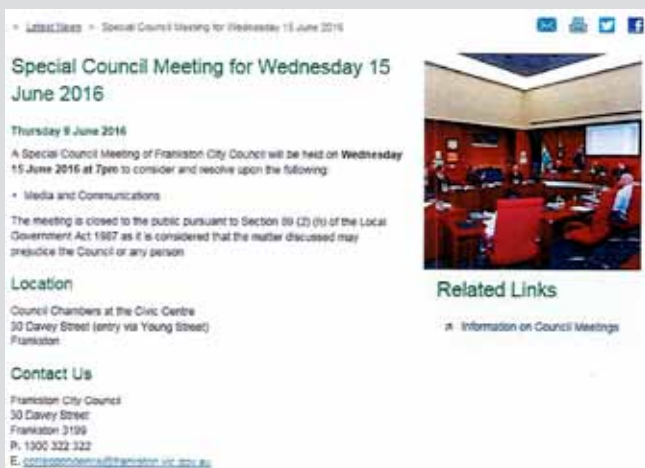 Latest News > Special Council Meeting for Wednesday 15 June 2016
Special Council Meeting for Wednesday 15
June 2016
Thursday 9 June 2016
A Special Council Meeting of Frankston City Council will be held on Wednesday
15 June 2016 at 7pm to consider and resolve upon the following:
• Media and Communications
The meeting is closed to the public pursuant to Section 89 (2) (h) of the Local
Government Act 1987 as it is considered that the matter discussed may
prejudice the Council or any person
Location
Council Chambers at the Civic Centre
30 Davey Street (entry via Young Street)
Frankston
Contact Us
Frankston City Council
30 Davey Street
Frankston 3199
P. 1300 322 322
E.
Related Links
Information on Council Meetings